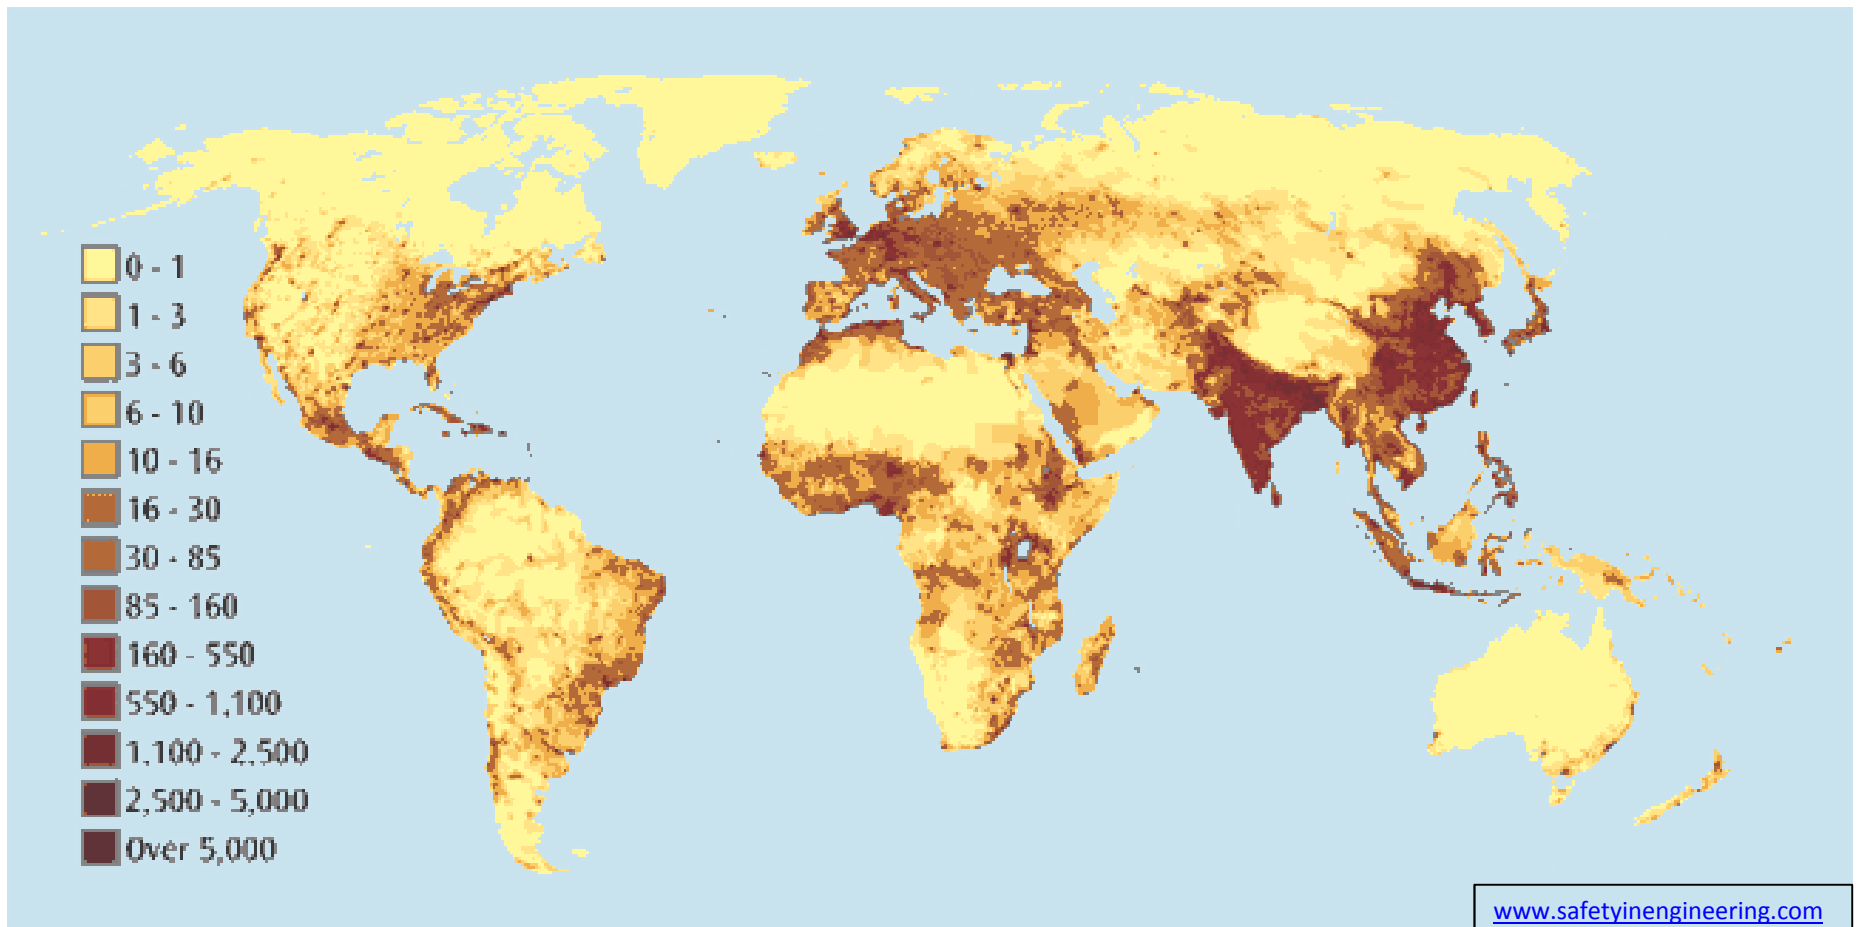 0 - 1
1 - 3
3 - 6
6 - 10
10 - 16
16 - 30
30 - 85
85 - 160
160 - 550
550 - 1,100
1,100 - 2,500
2,500 - 5,000
Over 5,000
www.safetyinengineering.com